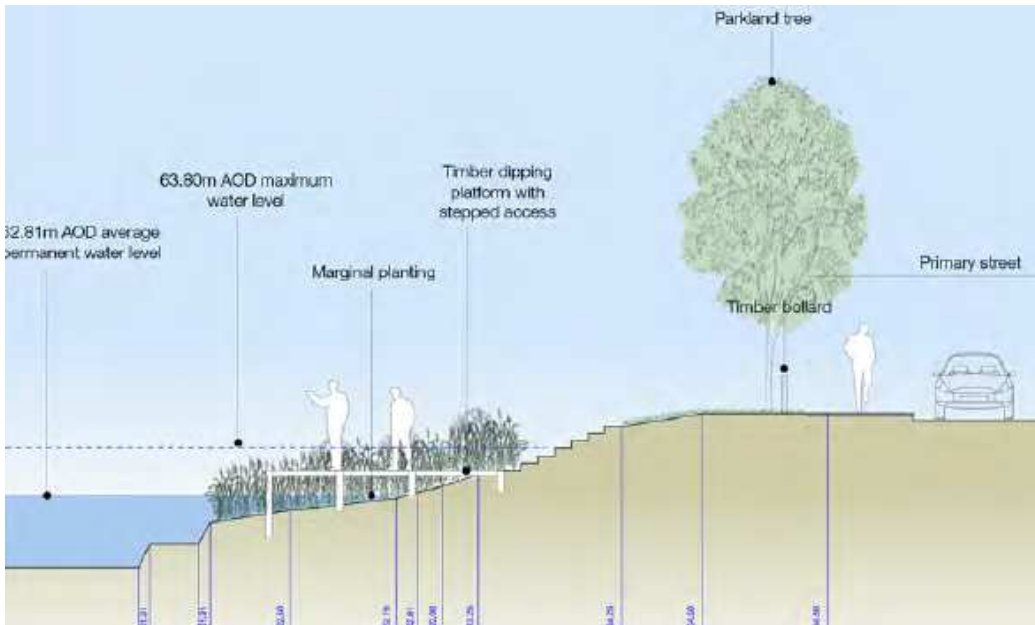 Parkland tree
63.80m AOD maximum
water level
Timber dipping
platform with
stepped access
62.81m AOD average
permanent water level
Marginal planting
Primary street
Timber bollard